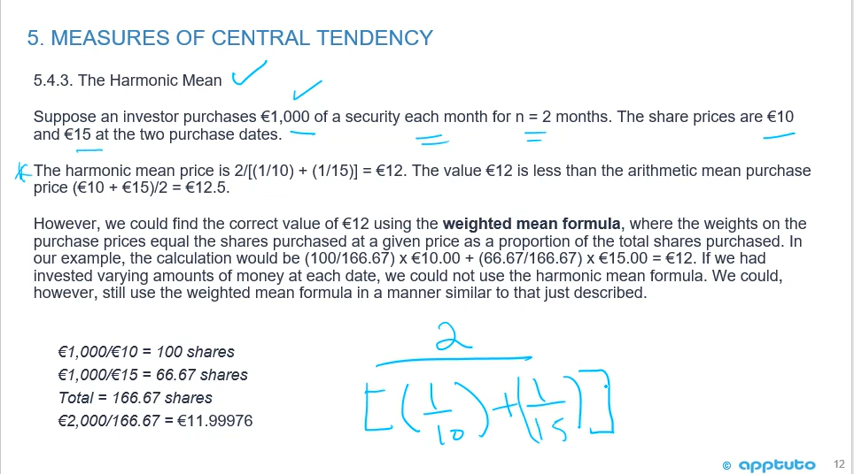 5. MEASURES OF CENTRAL TENDENCY
5.4.3. The Harmonic Mean
Suppose an investor purchases €1,000 of a security each month for n = 2 months. The share prices are €10
and €15 at the two purchase dates.
The harmonic mean price is 2/[(1/10) + (1/15)] = €12. The value €12 is less than the arithmetic mean purchase
price (€10 + €15)/2 = €12.5.
However, we could find the correct value of €12 using the weighted mean formula, where the weights on the
purchase prices equal the shares purchased at a given price as a proportion of the total shares purchased. In
our example, the calculation would be (100/166.67) x €10.00 + (66.67/166.67) x €15.00 = €12. If we had
invested varying amounts of money at each date, we could not use the harmonic mean formula. We could,
however, still use the weighted mean formula in a manner similar to that just described.
€1,000/€10 = 100 shares
€1,000/€15 = 66.67 shares
Total = 166.67 shares
€2,000/166.67 = €11.99976
2
[(1/10)+(1/15)]
© apptuto 12